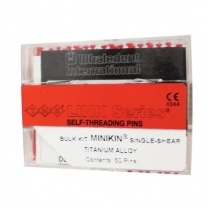 Whaledent
International
LINK Series®
SELF-THREADING PINS
CE
0344
BULK KIT MINIKIN® SINGLE-SHEAR
TITANIUM ALLOY
Contents: 50 Pins